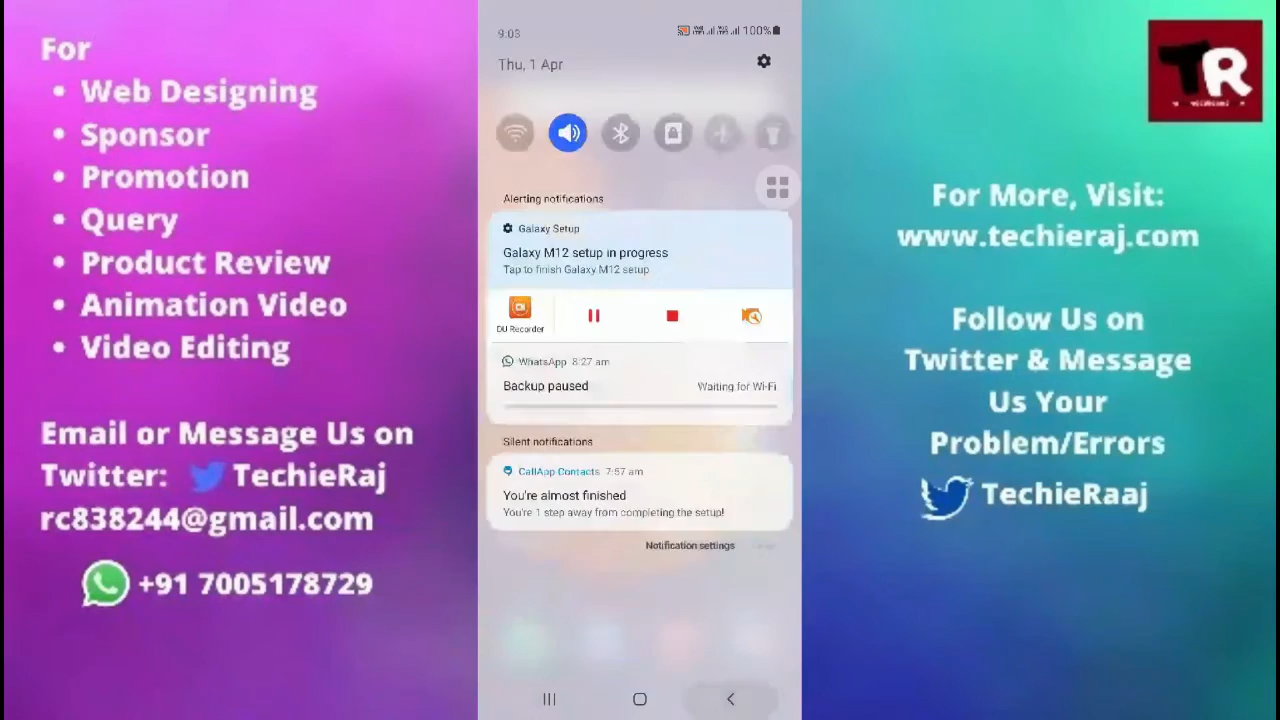 For
• Web Designing
• Sponsor
• Promotion
• Query
• Product Review
• Animation Video
• Video Editing
Email or Message Us on
Twitter: TechieRaj
rc838244@gmail.com
+91 7005178729
9:03
100%
Thu, 1 Apr
Alerting notifications
Galaxy Setup
Galaxy M12 setup in progress
Tap to finish Galaxy M12 setup
DU Recorder
WhatsApp 8:27 am
Backup paused Waiting for Wi-Fi
Silent notifications
CallApp Contacts 7:57 am
You're almost finished
You're 1 step away from completing the setup!
Notification settings
TR
For More, Visit:
www.techieraj.com
Follow Us on
Twitter & Message
Us Your
Problem/Errors
TechieRaaj